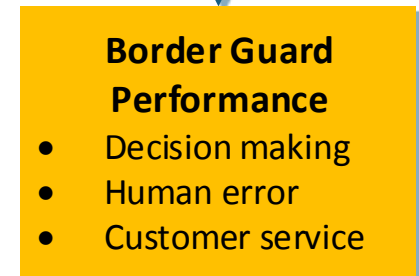 Border Guard
Performance
• Decision making
• Human error
• Customer service